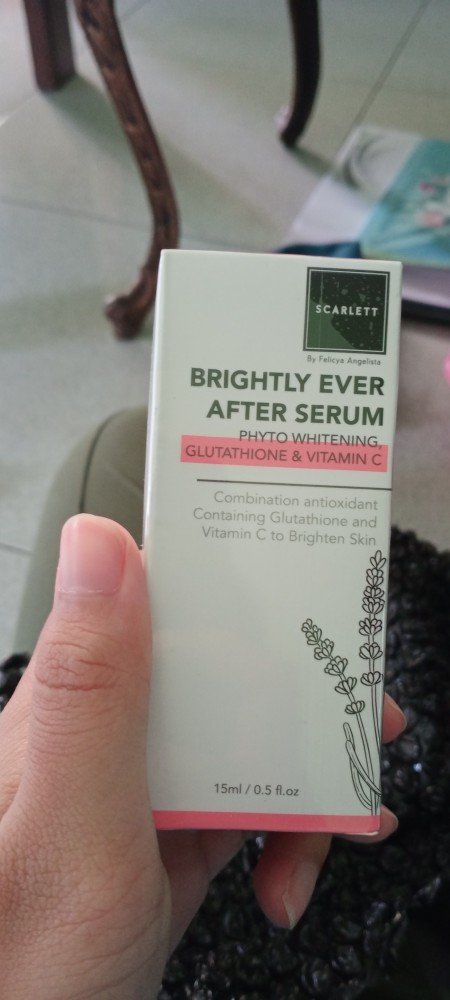 SCARLETT
By Felicya Angelista
BRIGHTLY EVER
AFTER SERUM
PHYTO WHITENING,
GLUTATHIONE & VITAMIN C
Combination antioxidant
Containing Glutathione and
Vitamin C to Brighten Skin
15ml / 0.5 fl.oz